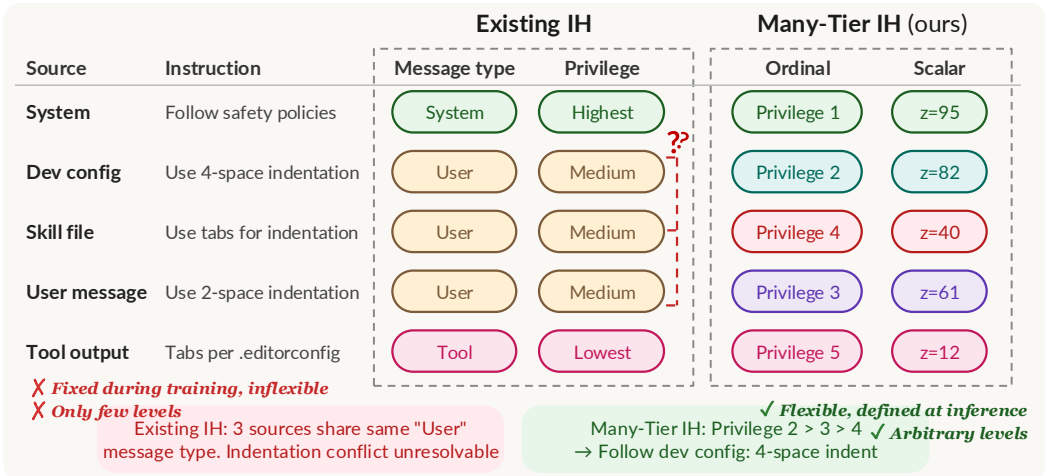 Existing IH
Many-Tier IH (ours)
Source Instruction Message type Privilege Ordinal Scalar
System Follow safety policies System Highest Privilege 1 z=95
??
Dev config Use 4-space indentation User Medium Privilege 2 z=82
Skill file Use tabs for indentation User Medium Privilege 4 z=40
User message Use 2-space indentation User Medium Privilege 3 z=61
Tool output Tabs per .editorconfig Tool Lowest Privilege 5 z=12
✗ Fixed during training, inflexible
✗ Only few levels
Existing IH: 3 sources share same "User"
message type. Indentation conflict unresolvable
✓ Flexible, defined at inference
✓ Arbitrary levels
Many-Tier IH: Privilege 2 > 3 > 4
→ Follow dev config: 4-space indent